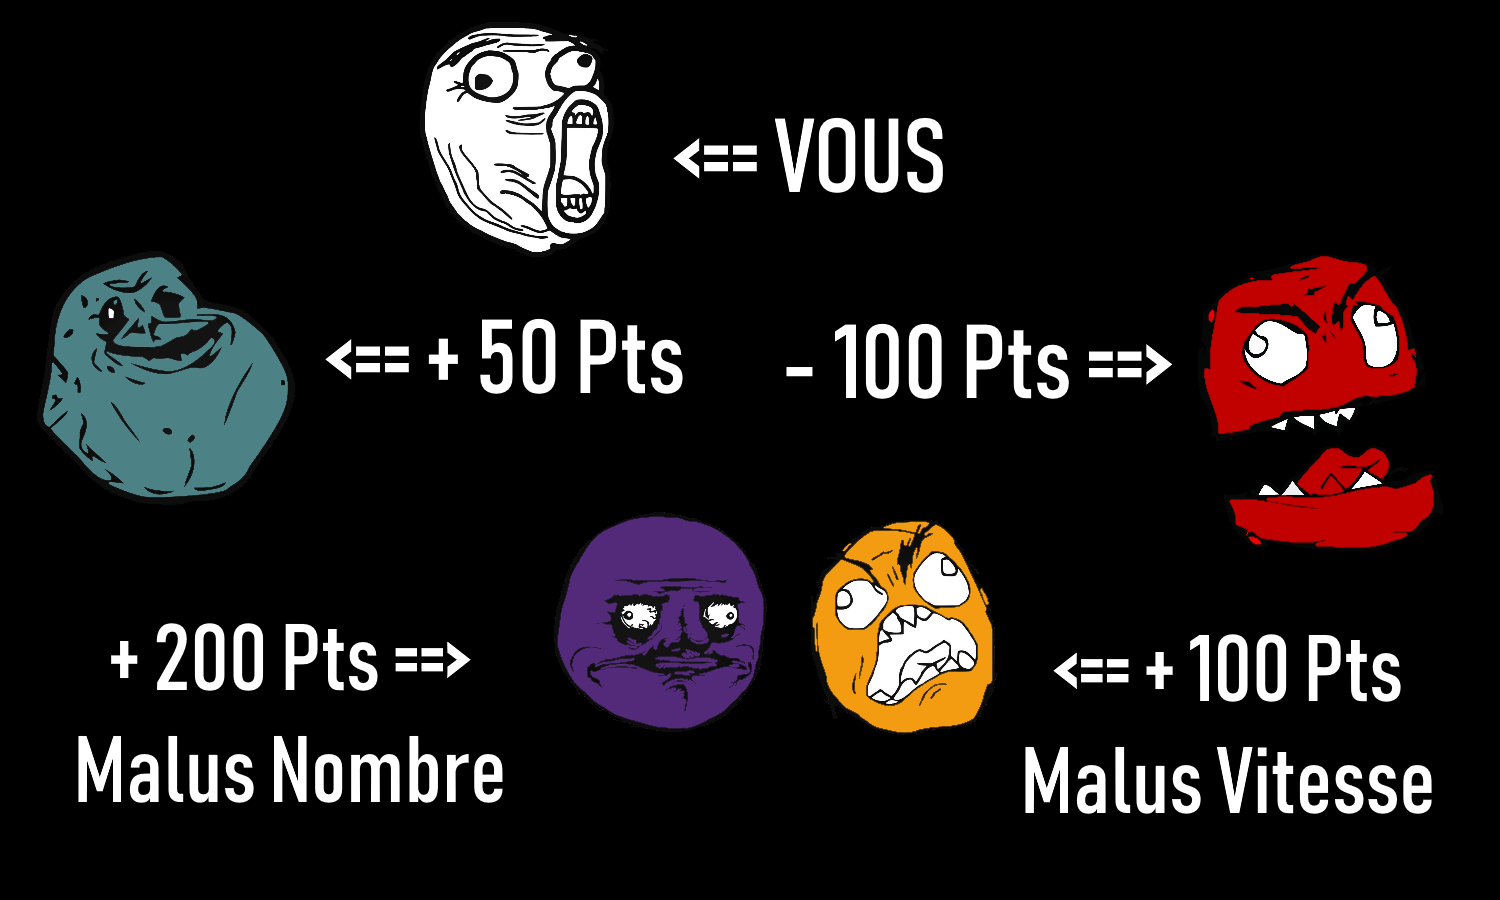 <== VOUS
<== + 50 Pts
- 100 Pts ==>
+ 200 Pts ==>
Malus Nombre
<== + 100 Pts
Malus Vitesse